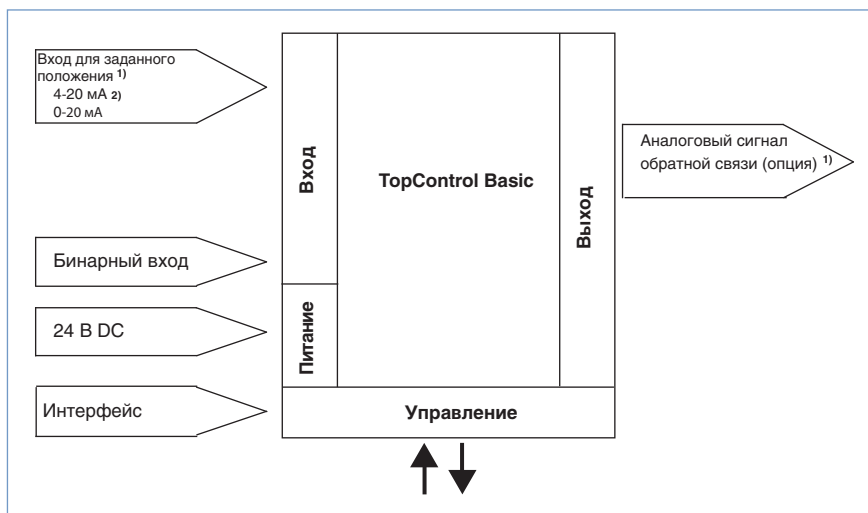 Вход для заданного
положения 1)
4-20 мА 2)
0-20 мА
Бинарный вход
24 В DC
Интерфейс
Вход
Питание
TopControl Basic
Выход
Управление
Аналоговый сигнал
обратной связи (опция) 1)